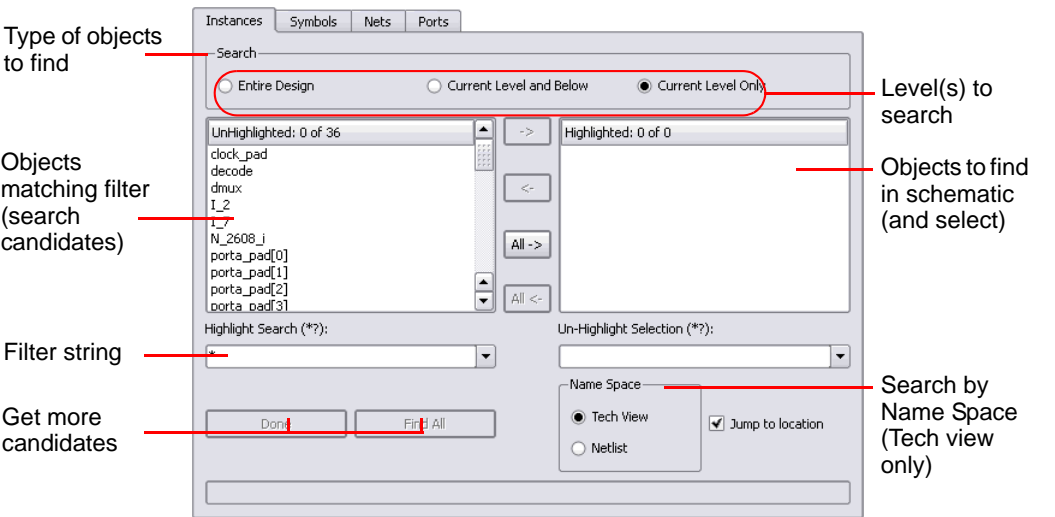 Instances Symbols Nets Ports
Type of objects
to find
Search
Entire Design Current Level and Below Current Level Only
Level(s) to
search
UnHighlighted: 0 of 36
->
Highlighted: 0 of 0
clock_pad
decode
dmux
I_2
I_7
N_2608_i
porta_pad[0]
porta_pad[1]
porta_pad[2]
porta_pad[3]
Objects
matching filter
(search
candidates)
<-
All ->
All <-
Objects to find
in schematic
(and select)
Highlight Search (*?):
Un-Highlight Selection (*?):
Filter string
*
Name Space
Tech View
Netlist
Jump to location
Search by
Name Space
(Tech view
only)
Get more
candidates
Done
Find All